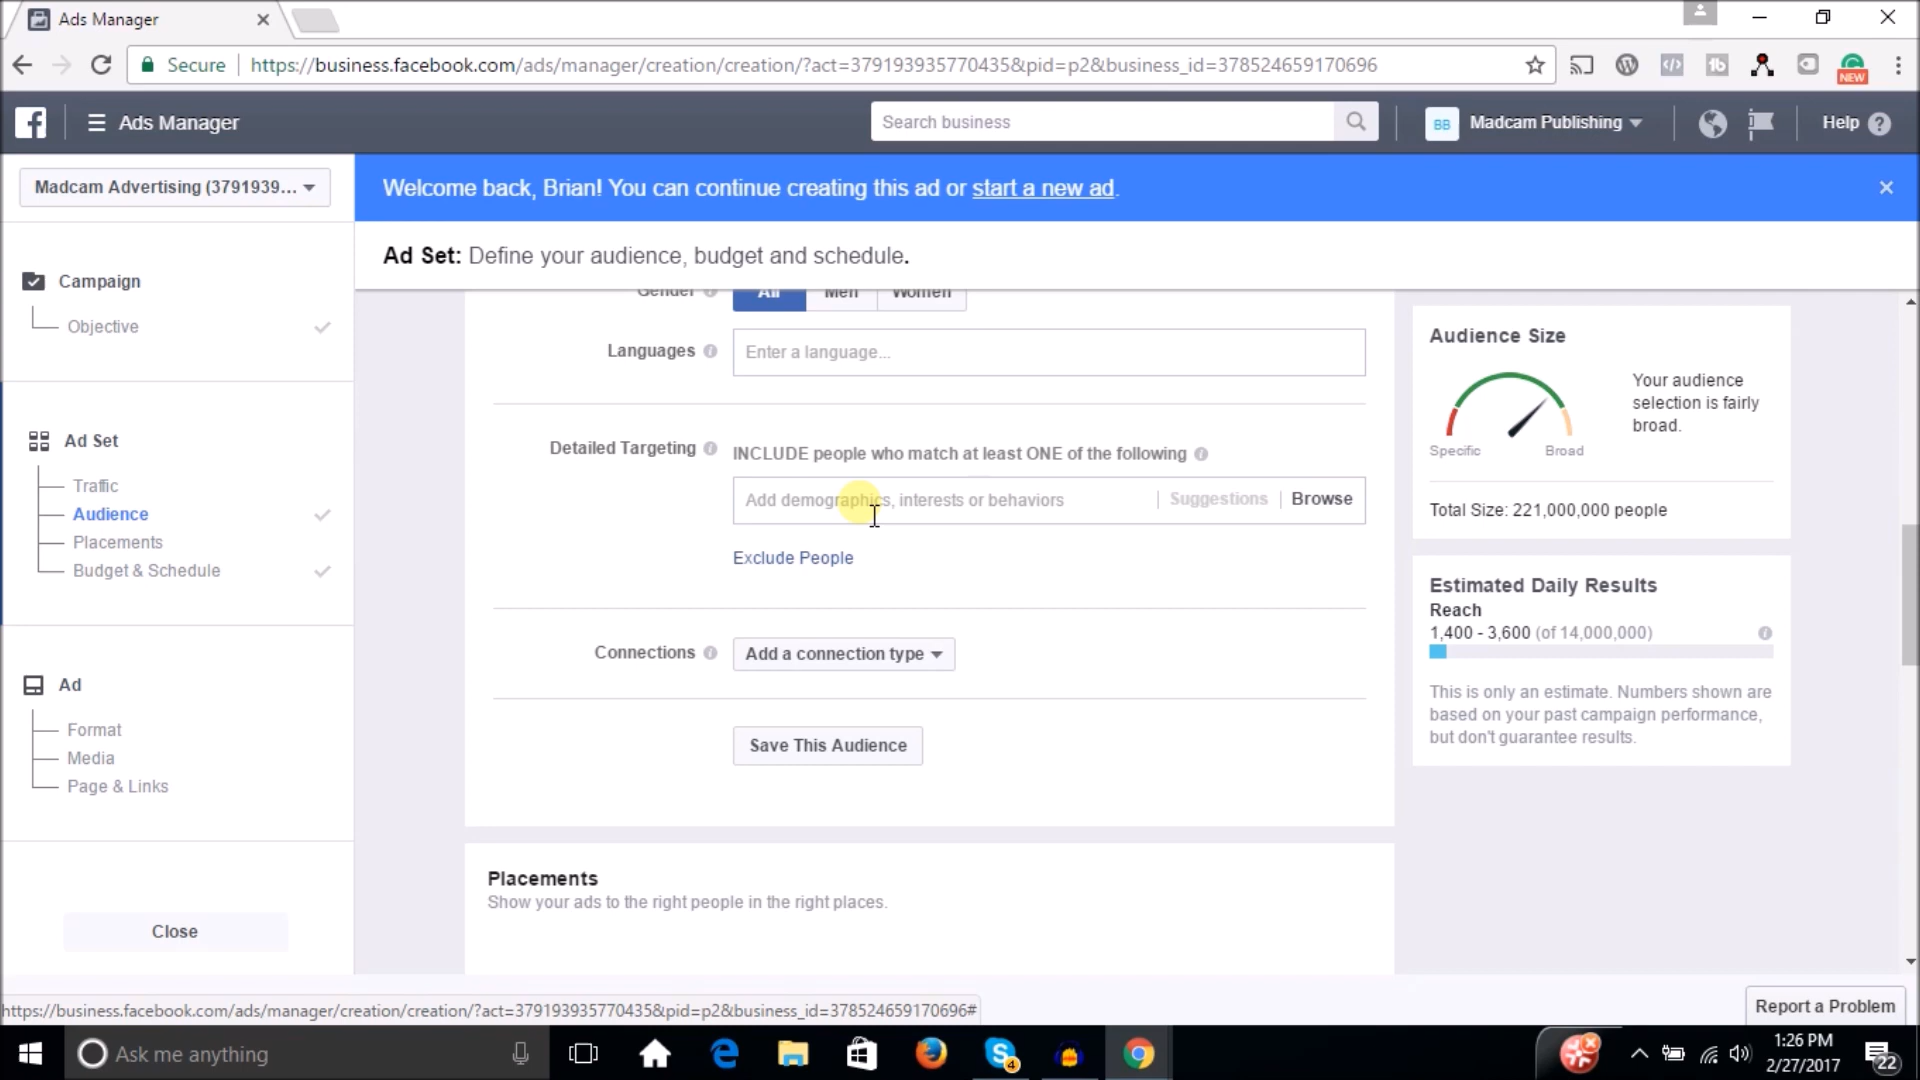 Ads Manager
Secure https://business.facebook.com/ads/manager/creation/creation/?act=379193935770435&pid=p2&business_id=378524659170696
NEW
Ads Manager
Search business
BB Madcam Publishing
Help
Madcam Advertising (3791939...
Welcome back, Brian! You can continue creating this ad or start a new ad.
Ad Set: Define your audience, budget and schedule.
Campaign
Objective
Ad Set
Traffic
Audience
Placements
Budget & Schedule
Ad
Format
Media
Page & Links
Close
Gender All Men Women
Languages Enter a language...
Detailed Targeting INCLUDE people who match at least ONE of the following
Add demographics, interests or behaviors Suggestions Browse
Exclude People
Connections Add a connection type
Save This Audience
Placements
Show your ads to the right people in the right places.
Audience Size
Your audience
selection is fairly
broad.
Specific Broad
Total Size: 221,000,000 people
Estimated Daily Results
Reach
1,400 - 3,600 (of 14,000,000)
This is only an estimate. Numbers shown are
based on your past campaign performance,
but don't guarantee results.
https://business.facebook.com/ads/manager/creation/creation/?act=379193935770435&pid=p2&business_id=378524659170696#
Report a Problem
Ask me anything
4
1:26 PM
2/27/2017
22